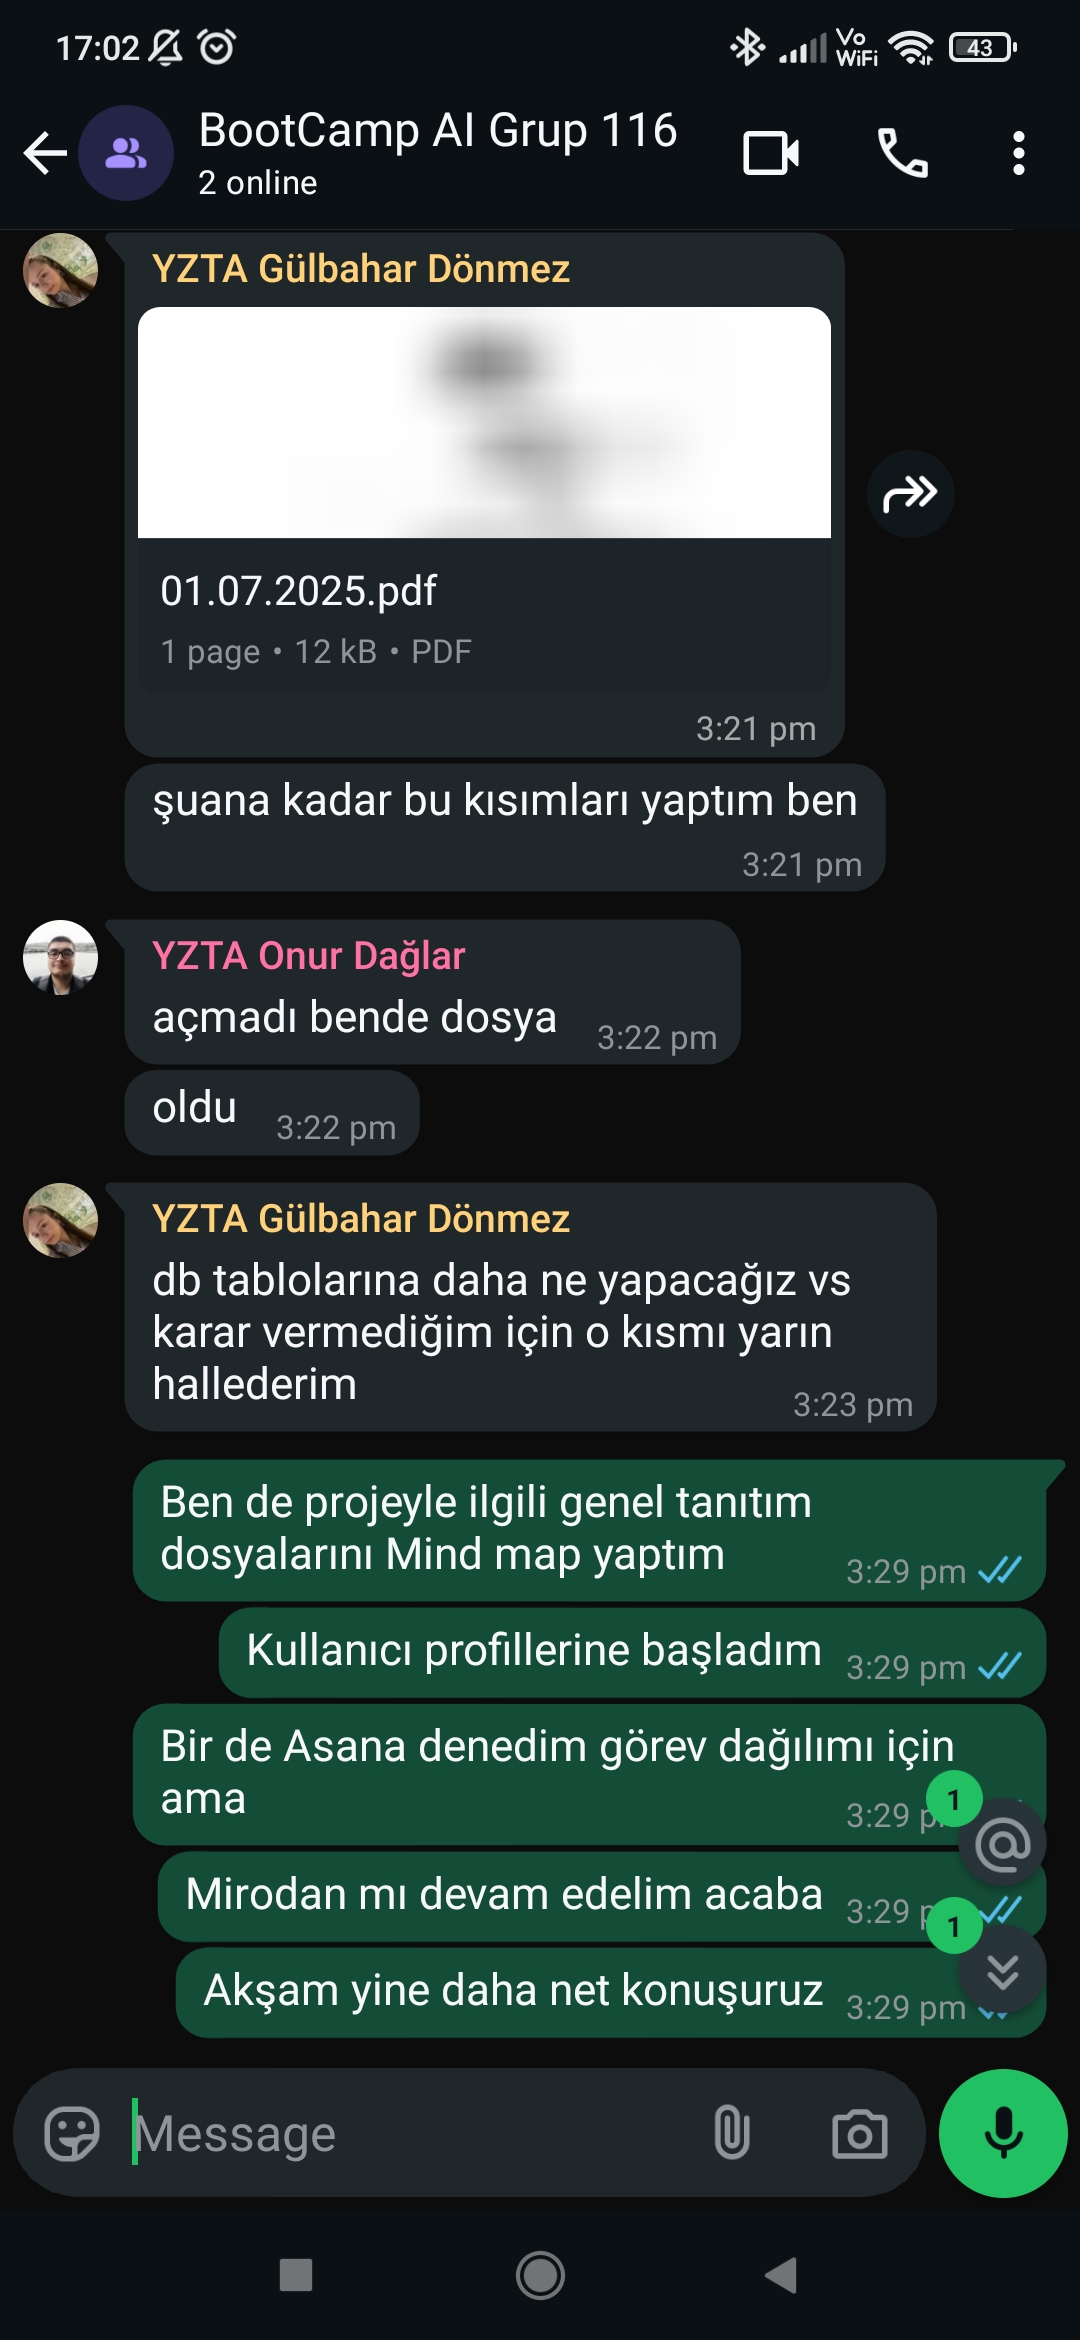 17:02
Vo
WiFi
43
BootCamp AI Grup 116
2 online
YZTA Gülbahar Dönmez
01.07.2025.pdf
1 page • 12 kB • PDF
3:21 pm
şuana kadar bu kısımları yaptım ben
3:21 pm
YZTA Onur Dağlar
açmadı bende dosya
3:22 pm
oldu
3:22 pm
YZTA Gülbahar Dönmez
db tablolarına daha ne yapacağız vs
karar vermediğim için o kısmı yarın
hallederim
3:23 pm
Ben de projeyle ilgili genel tanıtım
dosyalarını Mind map yaptım
3:29 pm
Kullanıcı profillerine başladım
3:29 pm
Bir de Asana denedim görev dağılımı için
ama
3:29
1
@
Mirodan mı devam edelim acaba
3:29
1
Akşam yine daha net konuşuruz
3:29 pm
Message